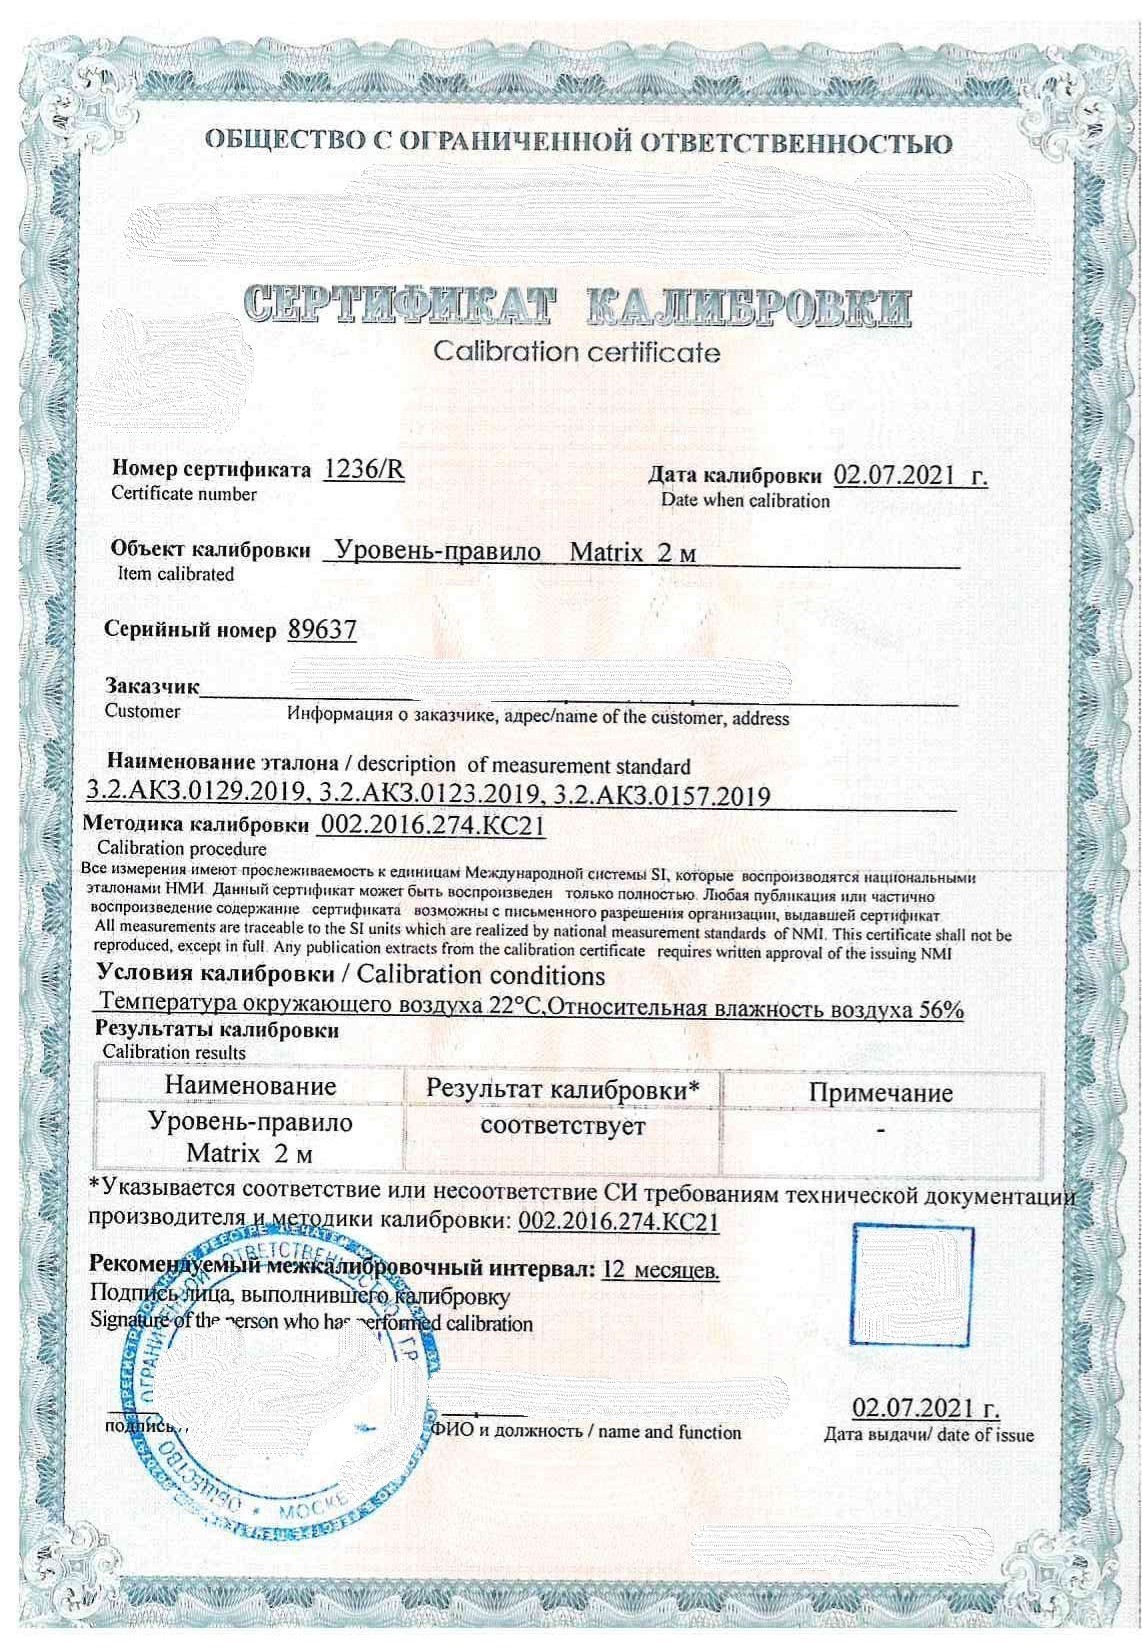 ОБЩЕСТВО С ОГРАНИЧЕННОЙ ОТВЕТСТВЕННОСТЬЮ
СЕРТИФИКАТ КАЛИБРОВКИ
Calibration certificate
Номер сертификата 1236/R
Certificate number
Дата калибровки 02.07.2021 г.
Date when calibration
Объект калибровки Уровень-правило Matrix 2 м
Item calibrated
Серийный номер 89637
Заказчик
Customer Информация о заказчике, адрес/name of the customer, address
Наименование эталона / description of measurement standard
3.2.АКЗ.0129.2019, 3.2.АКЗ.0123.2019, 3.2.АКЗ.0157.2019
Методика калибровки 002.2016.274.КС21
Calibration procedure
Все измерения имеют прослеживаемость к единицам Международной системы SI, которые воспроизводятся национальными
эталонами НМИ. Данный сертификат может быть воспроизведен только полностью. Любая публикация или частично
воспроизведение содержание сертификата возможны с письменного разрешения организации, выдавшей сертификат
All measurements are traceable to the SI units which are realized by national measurement standards of NMI. This certificate shall not be
reproduced, except in full. Any publication extracts from the calibration certificate requires written approval of the issuing NMI
Условия калибровки / Calibration conditions
Температура окружающего воздуха 22°С,Относительная влажность воздуха 56%
Результаты калибровки
Calibration results
Наименование Результат калибровки* Примечание
Уровень-правило соответствует -
Matrix 2 м
*Указывается соответствие или несоответствие СИ требованиям технической документации
производителя и методики калибровки: 002.2016.274.КС21
Рекомендуемый межкалибровочный интервал: 12 месяцев.
Подпись лица, выполнившего калибровку
Signature of the person who has performed calibration
подпись
ФИО и должность / name and function
02.07.2021 г.
Дата выдачи/ date of issue
ОБЩЕСТВО С ОГРАНИЧЕННОЙ ОТВЕТСТВЕННОСТЬЮ